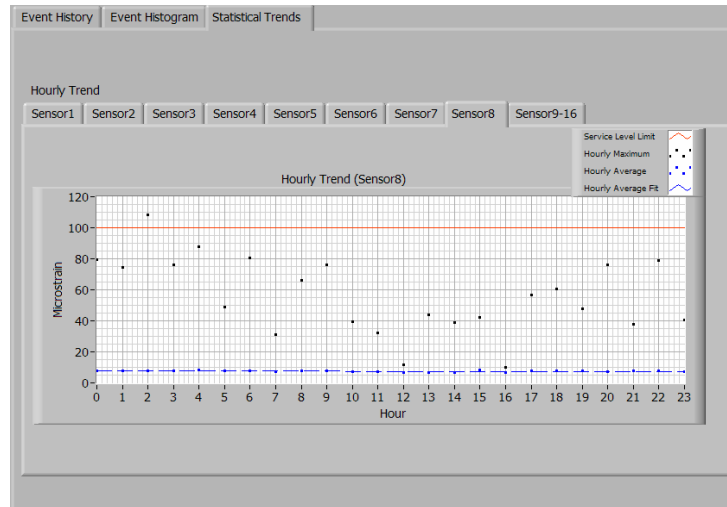 Event History Event Histogram Statistical Trends
Hourly Trend
Sensor1 Sensor2 Sensor3 Sensor4 Sensor5 Sensor6 Sensor7 Sensor8 Sensor9-16
Service Level Limit
Hourly Maximum
Hourly Average
Hourly Average Fit
Hourly Trend (Sensor8)
Microstrain
120
100
80
60
40
20
0
0 1 2 3 4 5 6 7 8 9 10 11 12 13 14 15 16 17 18 19 20 21 22 23
Hour